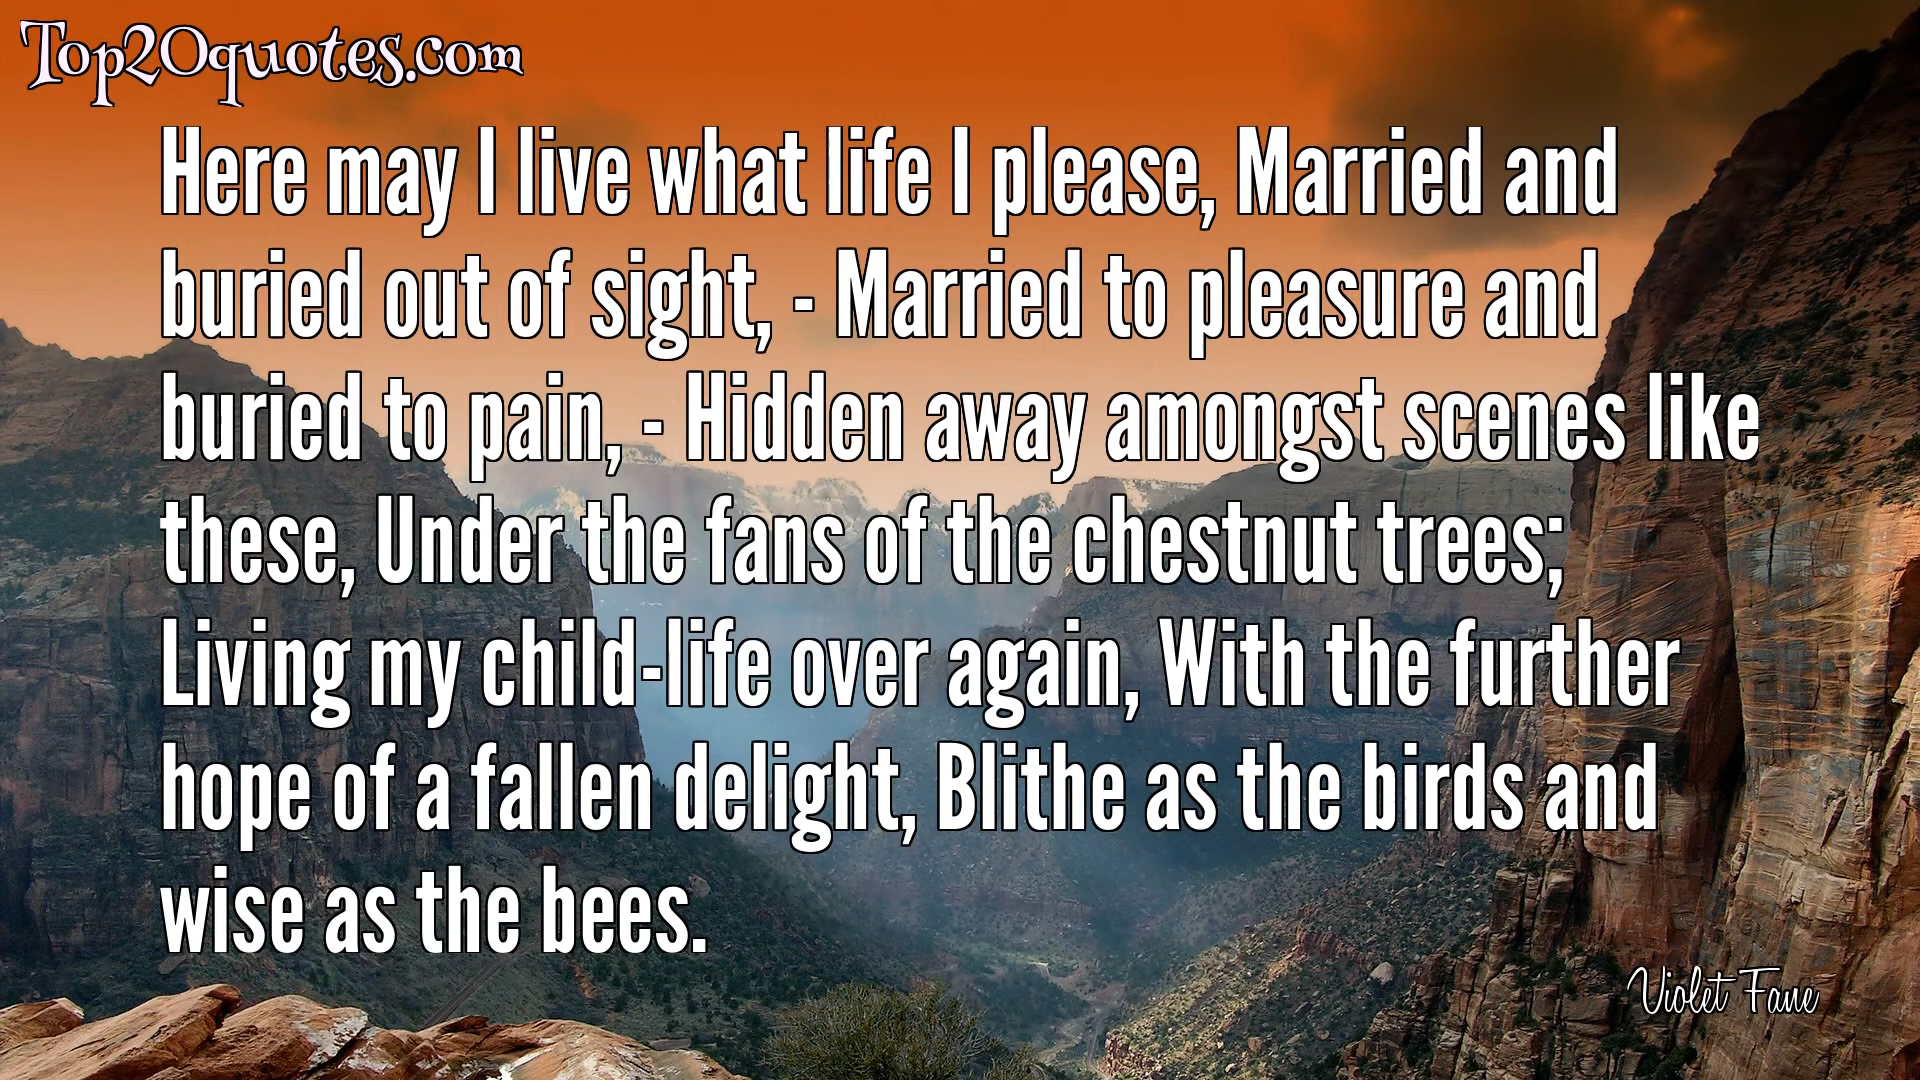 Top20quotes.com
Here may I live what life I please, Married and
buried out of sight, - Married to pleasure and
buried to pain, - Hidden away amongst scenes like
these, Under the fans of the chestnut trees;
Living my child-life over again, With the further
hope of a fallen delight, Blithe as the birds and
wise as the bees.
Violet Fane